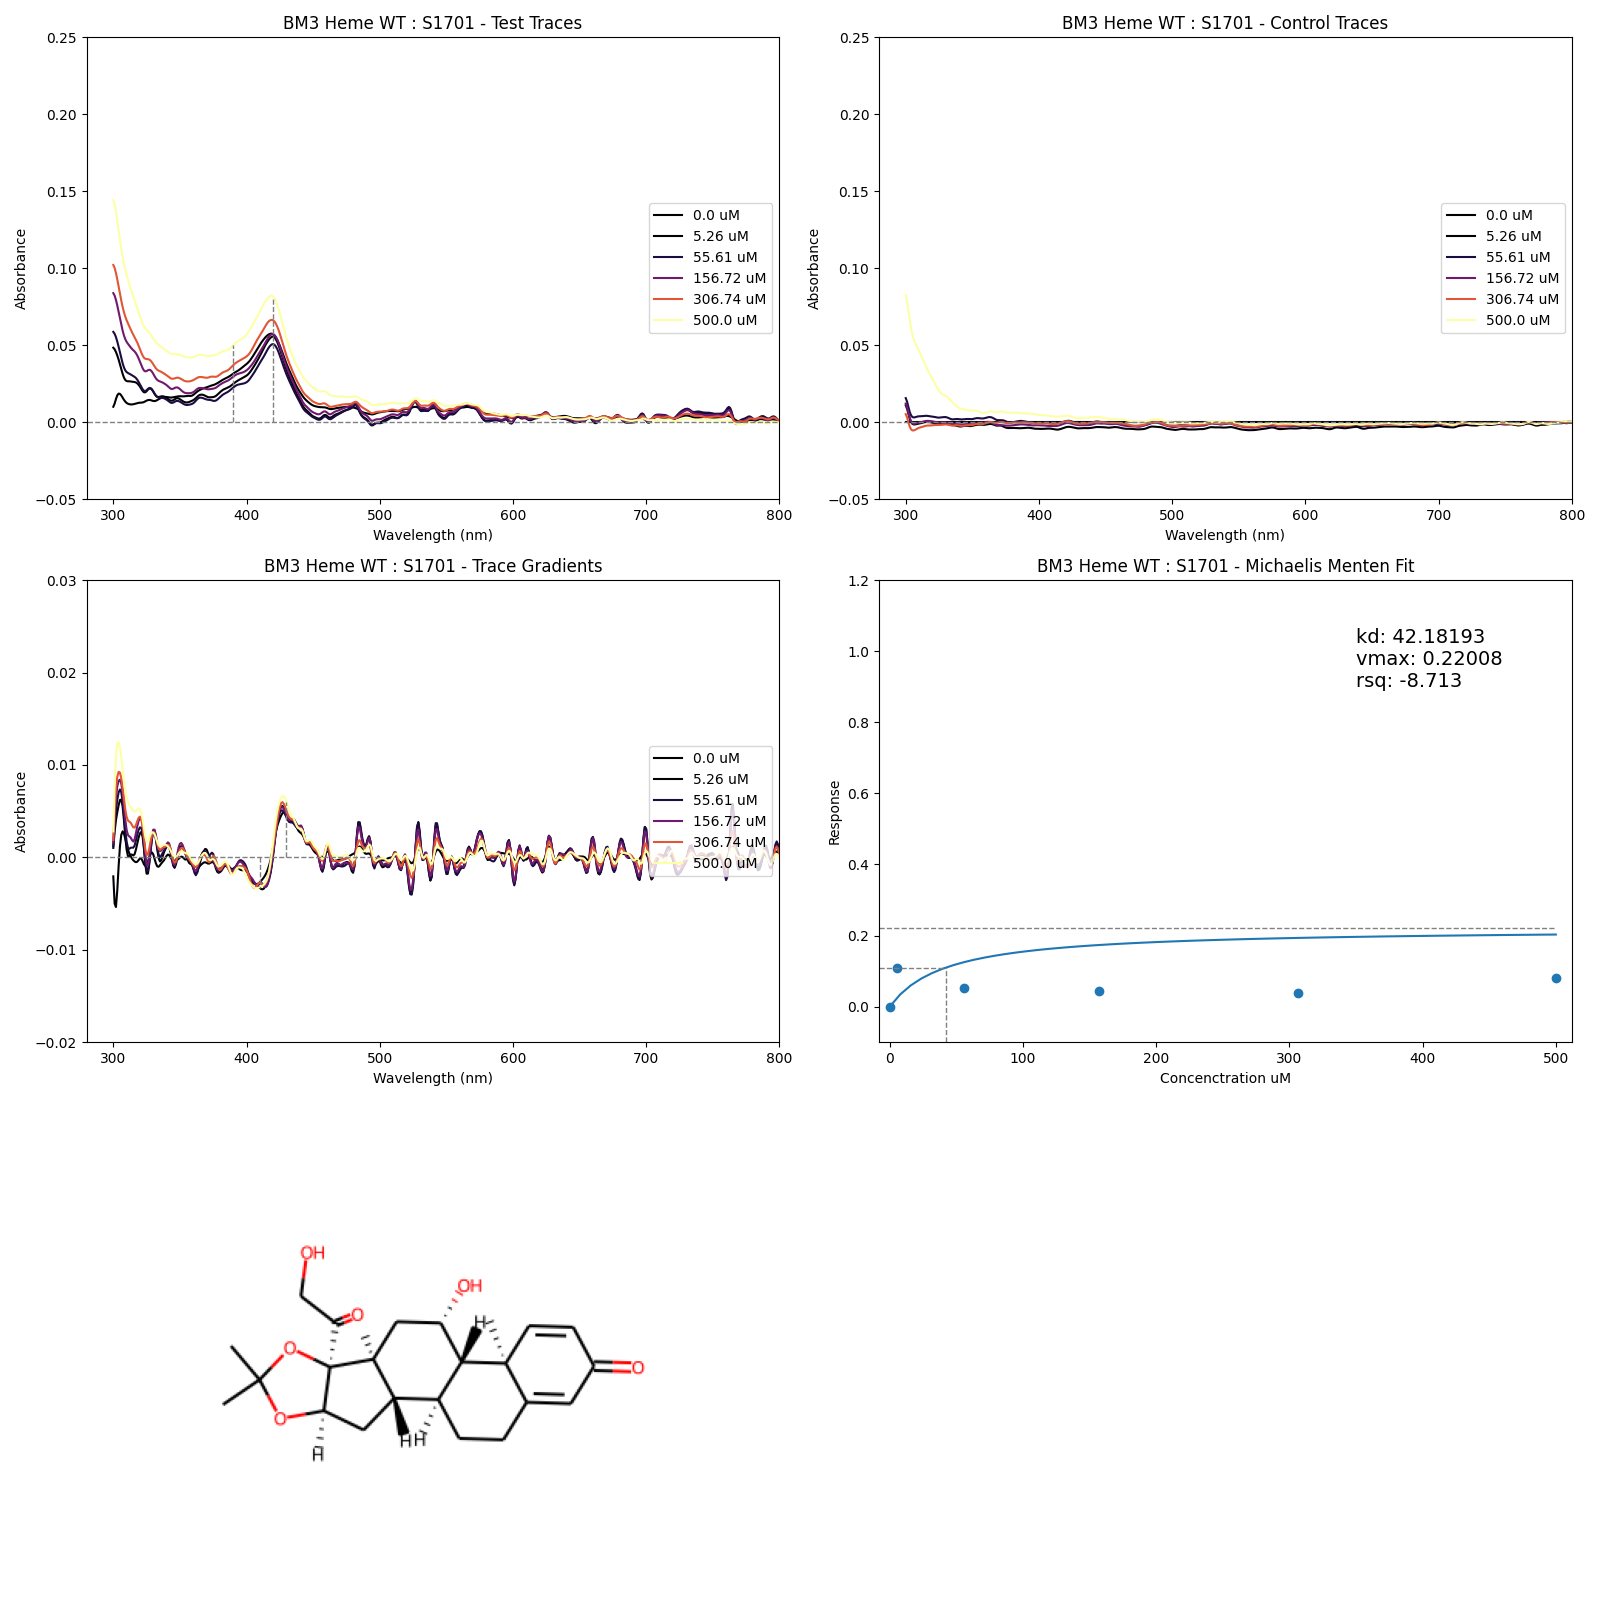 BM3 Heme WT : S1701 - Test Traces
0.25
0.20
0.15
0.10
0.05
0.00
−0.05
Absorbance
300 400 500 600 700 800
Wavelength (nm)
0.0 uM
5.26 uM
55.61 uM
156.72 uM
306.74 uM
500.0 uM
BM3 Heme WT : S1701 - Control Traces
0.25
0.20
0.15
0.10
0.05
0.00
−0.05
Absorbance
300 400 500 600 700 800
Wavelength (nm)
0.0 uM
5.26 uM
55.61 uM
156.72 uM
306.74 uM
500.0 uM
BM3 Heme WT : S1701 - Trace Gradients
0.03
0.02
0.01
0.00
−0.01
−0.02
Absorbance
300 400 500 600 700 800
Wavelength (nm)
0.0 uM
5.26 uM
55.61 uM
156.72 uM
306.74 uM
500.0 uM
BM3 Heme WT : S1701 - Michaelis Menten Fit
1.2
1.0
0.8
0.6
0.4
0.2
0.0
Response
kd: 42.18193
vmax: 0.22008
rsq: -8.713
0 100 200 300 400 500
Concenctration uM
OH
OH
O
H
O
O
O
H
H
H